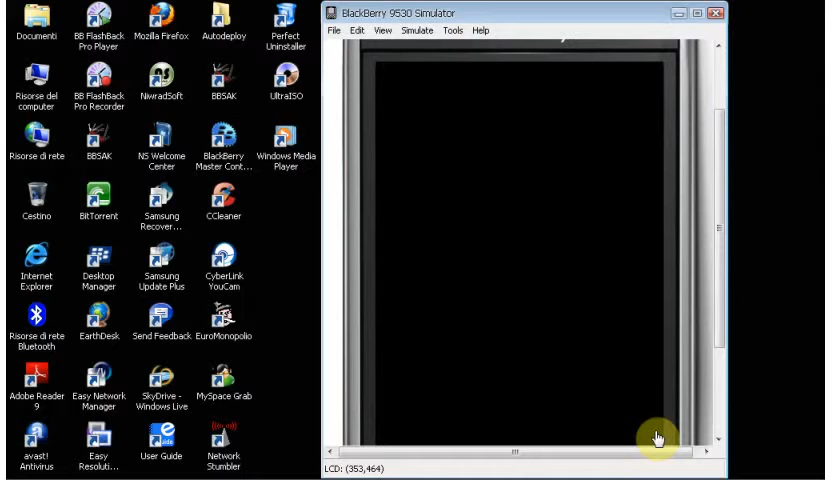 BlackBerry 9530 Simulator
File Edit View Simulate Tools Help
Documenti
BB FlashBack
Pro Player
Mozilla Firefox
Autodeploy
Perfect
Uninstaller
Risorse del
computer
BB FlashBack
Pro Recorder
NiwradSoft
BBSAK
UltraISO
Risorse di rete
BBSAK
NS Welcome
Center
BlackBerry
Master Cont...
Windows Media
Player
Cestino
BitTorrent
Samsung
Recover...
CCleaner
Internet
Explorer
Desktop
Manager
Samsung
Update Plus
CyberLink
YouCam
Risorse di rete
Bluetooth
EarthDesk
Send Feedback
EuroMonopolio
Adobe Reader
9
Easy Network
Manager
SkyDrive -
Windows Live
MySpace Grab
avast!
Antivirus
Easy
Resoluti...
User Guide
Network
Stumbler
LCD: (353,464)